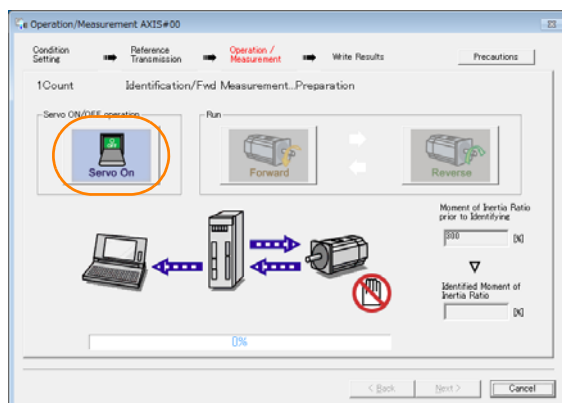 Operation/Measurement AXIS#00
Condition Setting
Reference Transmission
Operation / Measurement
Write Results
Precautions
1Count Identification/Fwd Measurement...Preparation
Servo ON/OFF operation
Run
Servo On
Forward
Reverse
Moment of Inertia Ratio
prior to Identifying
300 [%]
Identified Moment of
Inertia Ratio
[%]
0%
< Back
Next >
Cancel